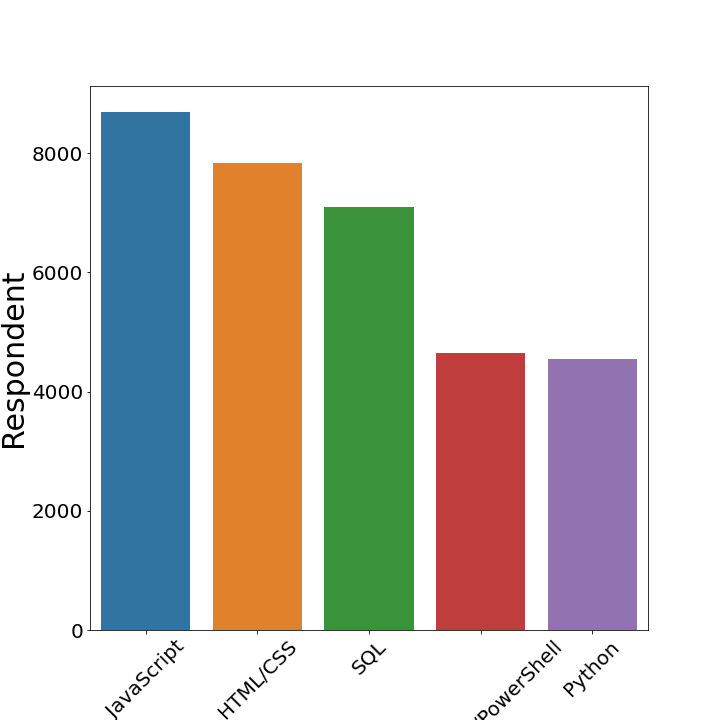 Respondent
8000
6000
4000
2000
0
JavaScript
HTML/CSS
SQL
/PowerShell
Python